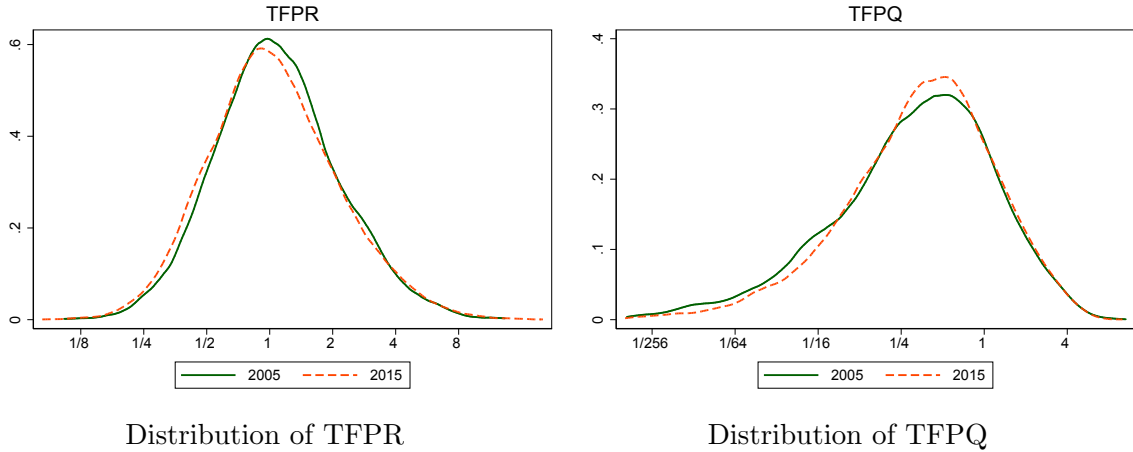 TFPR
.6
.4
.2
0
1/8 1/4 1/2 1 2 4 8
2005 2015
Distribution of TFPR
TFPQ
.4
.3
.2
.1
0
1/256 1/64 1/16 1/4 1 4
2005 2015
Distribution of TFPQ